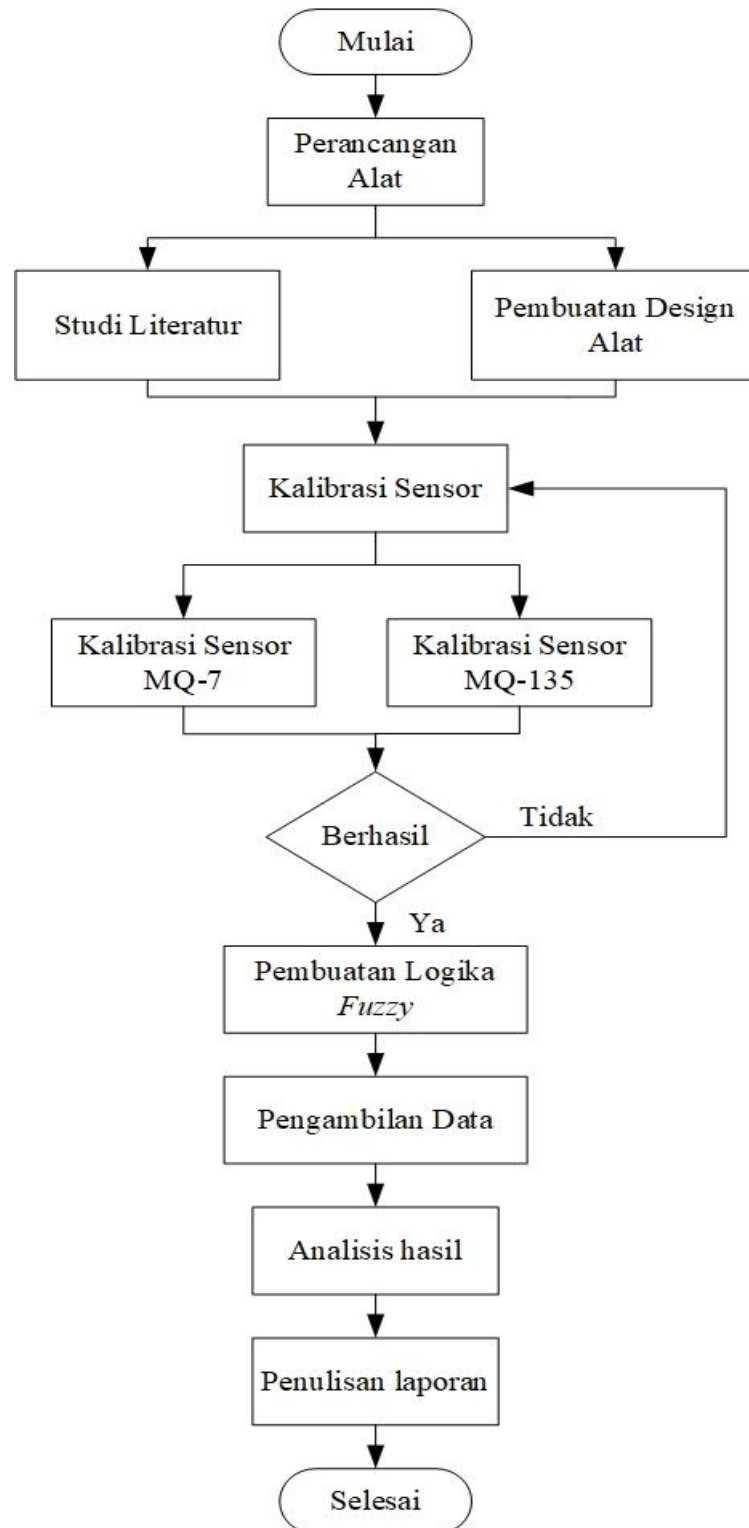 Mulai
Perancangan
Alat
Studi Literatur
Pembuatan Design
Alat
Kalibrasi Sensor
Kalibrasi Sensor
MQ-7
Kalibrasi Sensor
MQ-135
Berhasil
Tidak
Ya
Pembuatan Logika
Fuzzy
Pengambilan Data
Analisis hasil
Penulisan laporan
Selesai